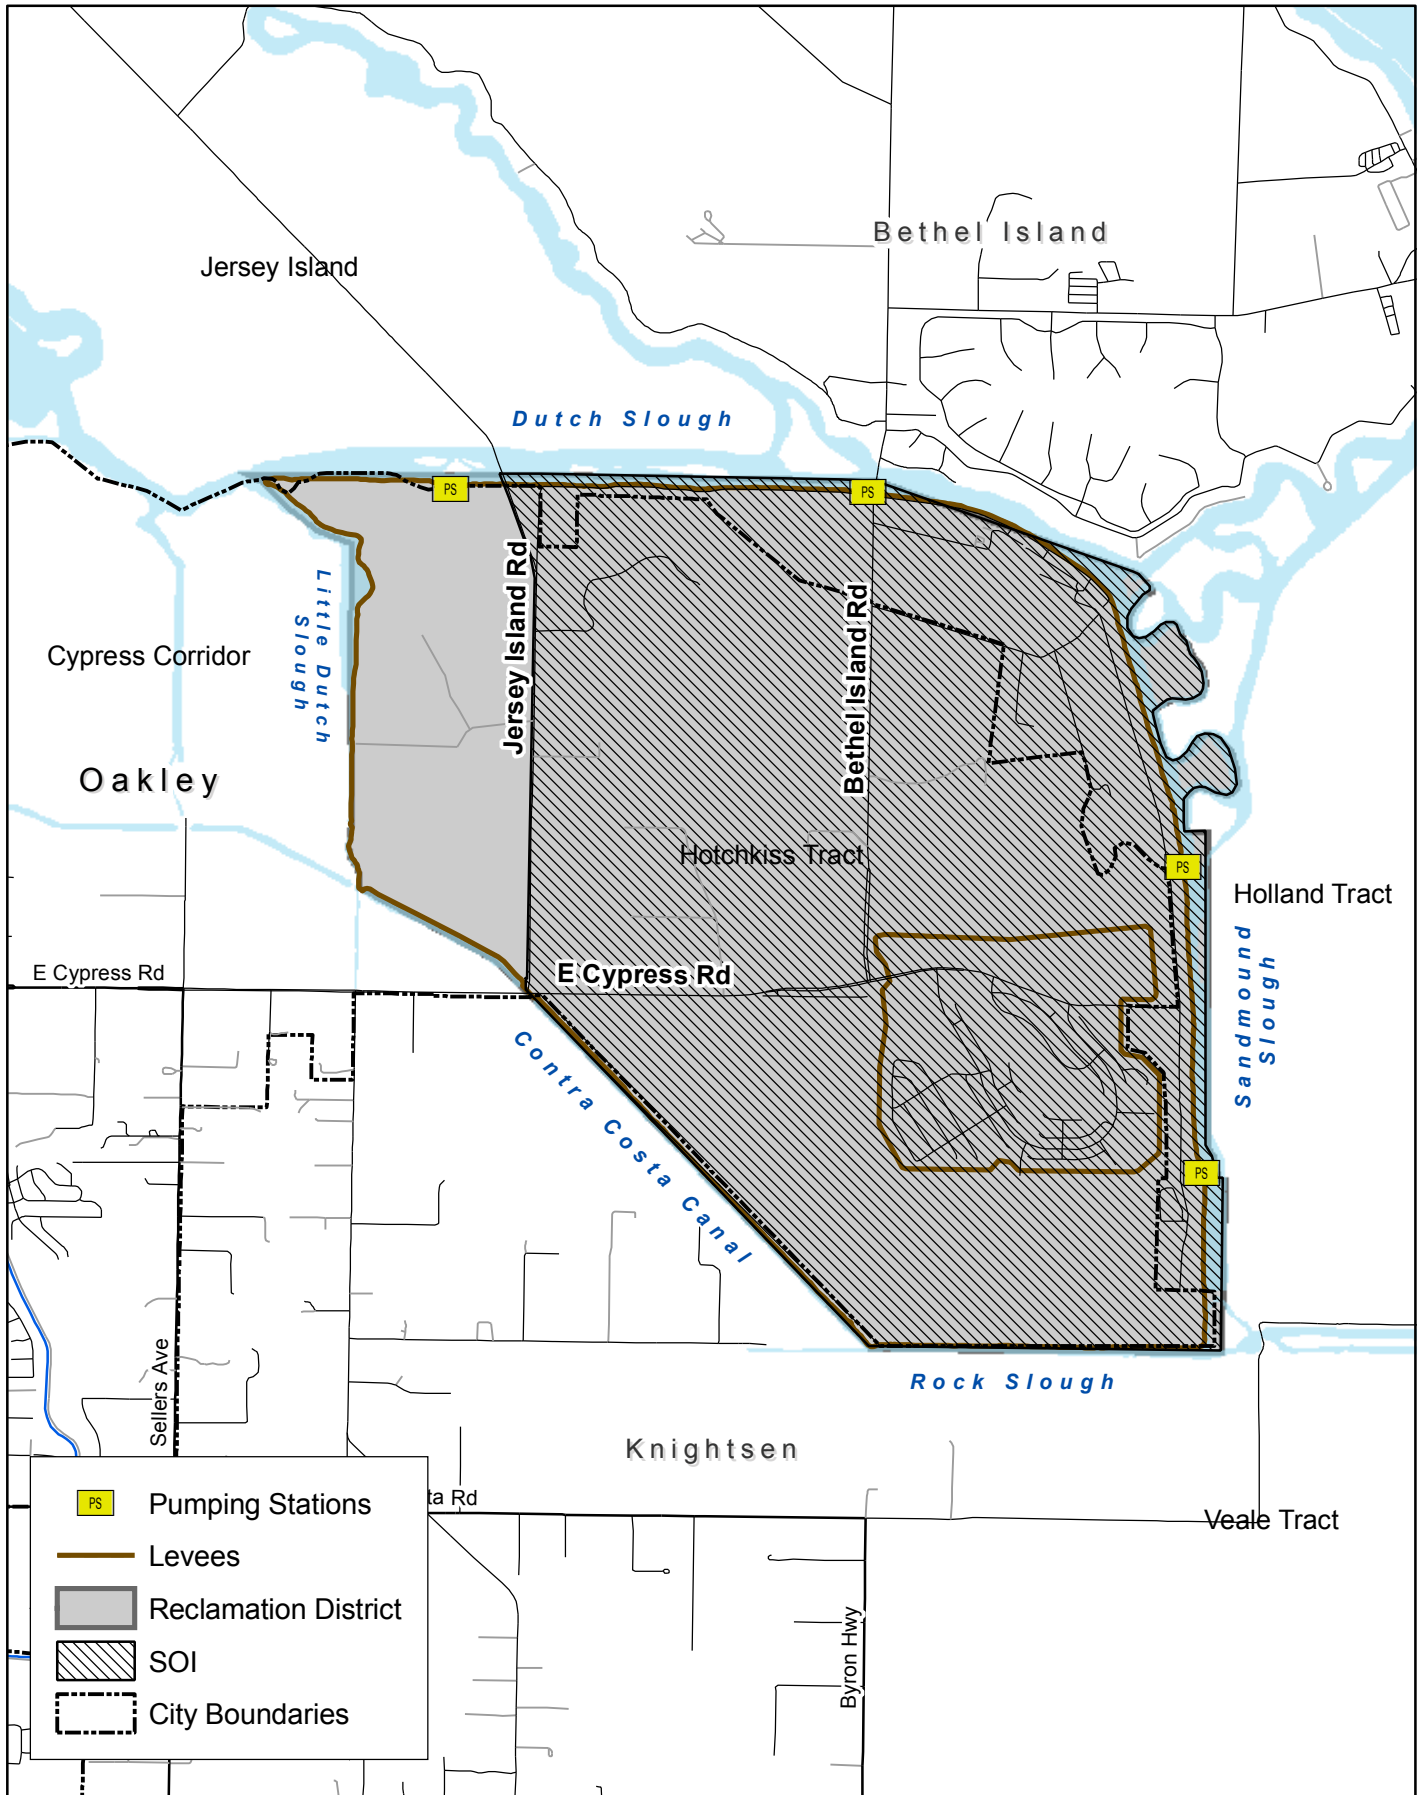 Bethel Island
Jersey Island
Dutch Slough
PS
PS
Jersey Island Rd
Bethel Island Rd
Little Dutch
Slough
Cypress Corridor
Oakley
Hotchkiss Tract
PS
Holland Tract
Sandmound
Slough
E Cypress Rd
E Cypress Rd
Contra Costa Canal
PS
Rock Slough
Sellers Ave
Knightsen
ta Rd
Veale Tract
Byron Hwy
PS Pumping Stations
Levees
Reclamation District
SOI
City Boundaries